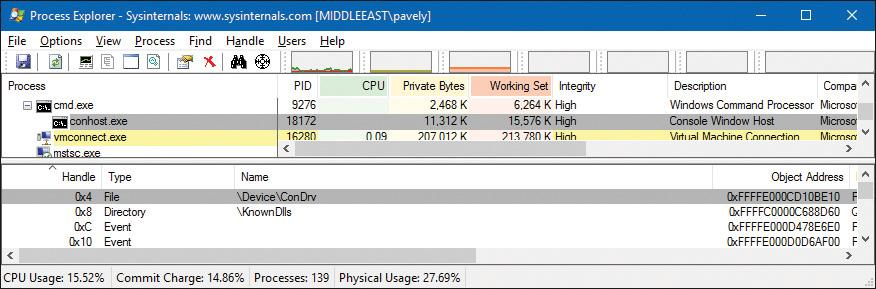 Process Explorer - Sysinternals: www.sysinternals.com [MIDDLEEAST\pavely]
File Options View Process Find Handle Users Help
Process PID CPU Private Bytes Working Set Integrity Description Compa
cmd.exe 9276 2,468 K 6,264 K High Windows Command Processor Microso
conhost.exe 18172 11,312 K 15,576 K High Console Window Host Microso
vmconnect.exe 16280 0.09 207,012 K 213,780 K High Virtual Machine Connection Microso
mstsc.exe
Handle Type Name Object Address
0x4 File \Device\ConDrv 0xFFFFE000CD10BE10
0x8 Directory \KnownDlls 0xFFFFC0000C688D60
0xC Event 0xFFFFE000D478E6E0
0x10 Event 0xFFFFE000D0D6AF00
CPU Usage: 15.52% Commit Charge: 14.86% Processes: 139 Physical Usage: 27.69%